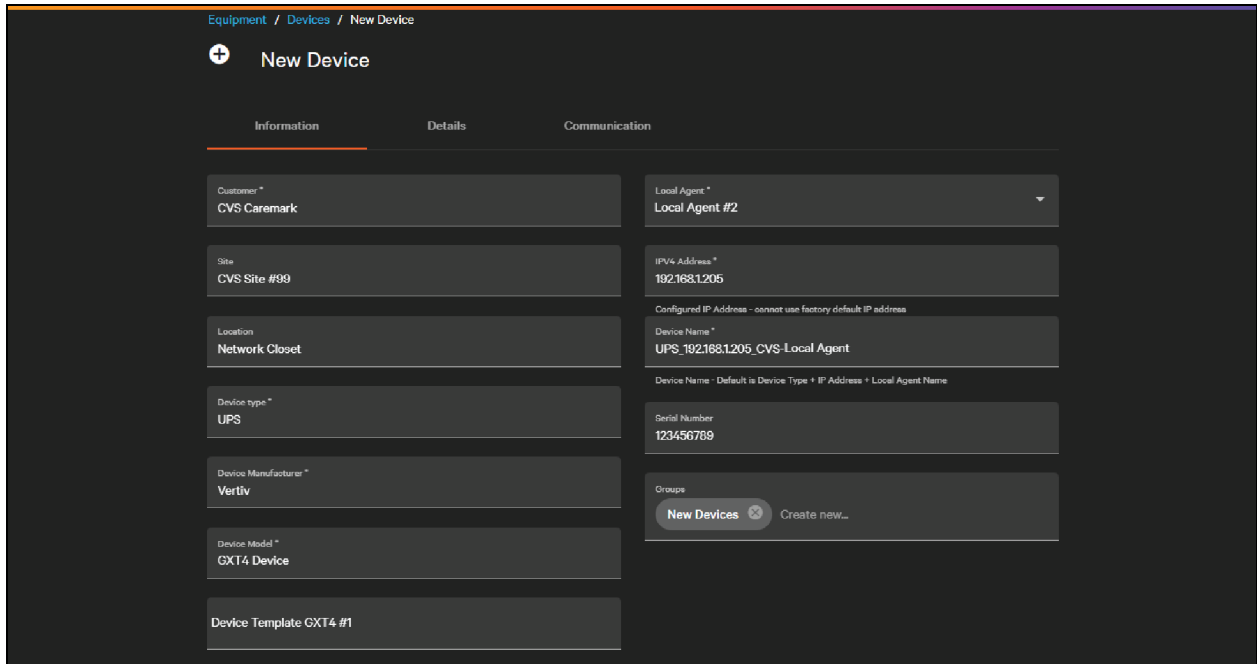 Equipment / Devices / New Device
New Device
Information Details Communication
Customer *
CVS Caremark
Site
CVS Site #99
Location
Network Closet
Device type *
UPS
Device Manufacturer *
Vertiv
Device Model *
GXT4 Device
Device Template GXT4 #1
Local Agent *
Local Agent #2
IPV4 Address *
192.168.1.205
Configured IP Address - cannot use factory default IP address
Device Name *
UPS_192.168.1.205_CVS-Local Agent
Device Name - Default is Device Type + IP Address + Local Agent Name
Serial Number
123456789
Groups
New Devices Create new...